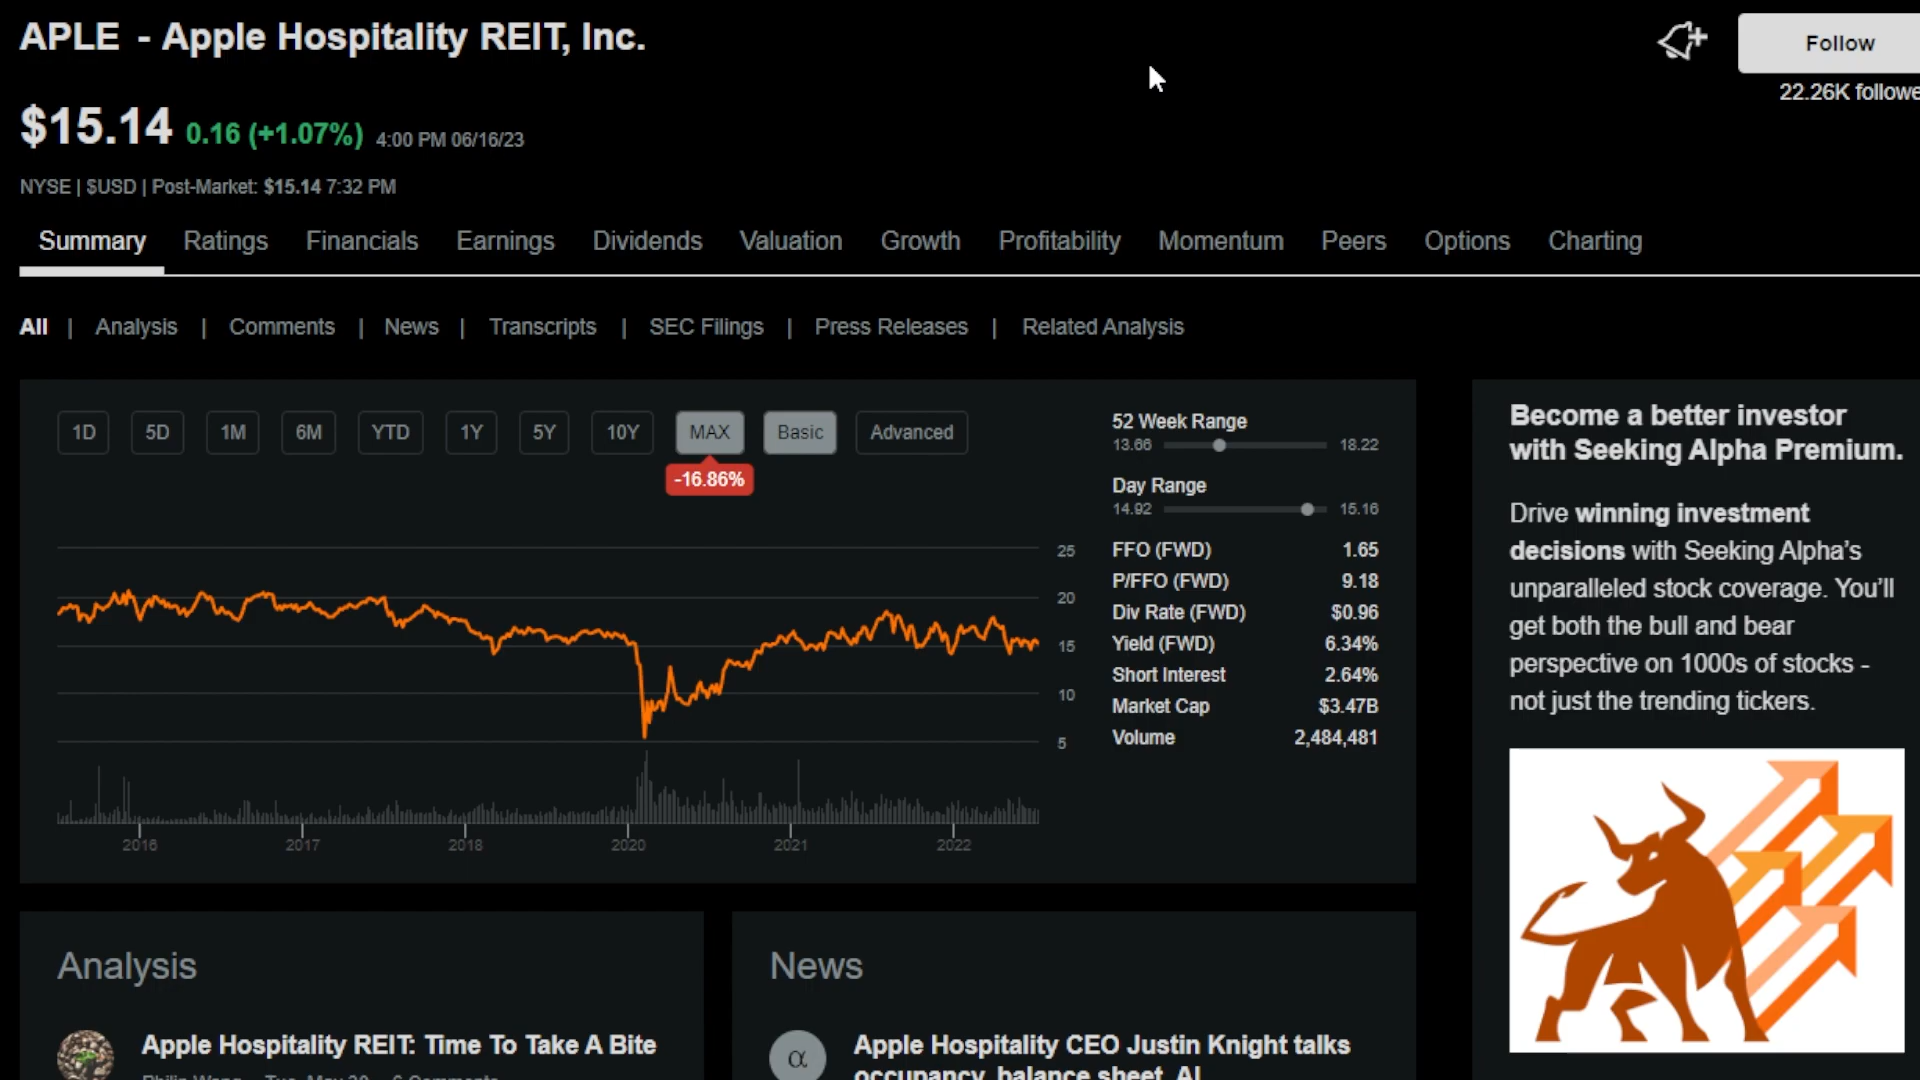 APLE - Apple Hospitality REIT, Inc.
Follow
22.26K followe
$15.14 0.16 (+1.07%) 4:00 PM 06/16/23
NYSE | $USD | Post-Market: $15.14 7:32 PM
Summary Ratings Financials Earnings Dividends Valuation Growth Profitability Momentum Peers Options Charting
All | Analysis | Comments | News | Transcripts | SEC Filings | Press Releases | Related Analysis
1D 5D 1M 6M YTD 1Y 5Y 10Y MAX Basic Advanced
-16.86%
25
20
15
10
5
2016 2017 2018 2020 2021 2022
52 Week Range
13.66 18.22
Day Range
14.92 15.16
FFO (FWD) 1.65
P/FFO (FWD) 9.18
Div Rate (FWD) $0.96
Yield (FWD) 6.34%
Short Interest 2.64%
Market Cap $3.47B
Volume 2,484,481
Become a better investor
with Seeking Alpha Premium.
Drive winning investment
decisions with Seeking Alpha's
unparalleled stock coverage. You'll
get both the bull and bear
perspective on 1000s of stocks -
not just the trending tickers.
Analysis
Apple Hospitality REIT: Time To Take A Bite
News
α
Apple Hospitality CEO Justin Knight talks
occupancy, balance sheet, AI